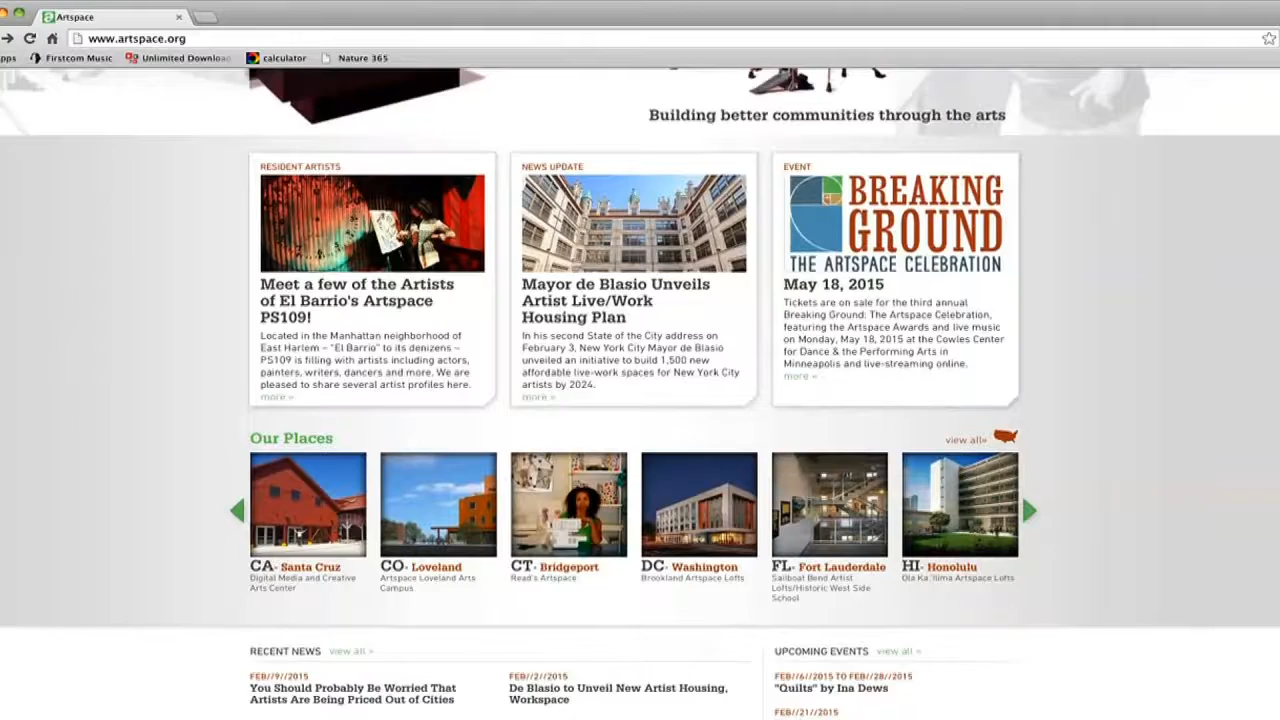 Artspace
www.artspace.org
pps
Firstcom Music
Unlimited Downloa
calculator
Nature 365
Building better communities through the arts
RESIDENT ARTISTS
Meet a few of the Artists
of El Barrio's Artspace
PS109!
Located in the Manhattan neighborhood of
East Harlem – "El Barrio" to its denizens –
PS109 is filling with artists including actors,
painters, writers, dancers and more. We are
pleased to share several artist profiles here.
more »
NEWS UPDATE
Mayor de Blasio Unveils
Artist Live/Work
Housing Plan
In his second State of the City address on
February 3, New York City Mayor de Blasio
unveiled an initiative to build 1,500 new
affordable live-work spaces for New York City
artists by 2024.
more »
EVENT
BREAKING
GROUND
THE ARTSPACE CELEBRATION
May 18, 2015
Tickets are on sale for the third annual
Breaking Ground: The Artspace Celebration,
featuring the Artspace Awards and live music
on Monday, May 18, 2015 at the Cowles Center
for Dance & the Performing Arts in
Minneapolis and live-streaming online.
more »
Our Places
view all»
CA- Santa Cruz
Digital Media and Creative
Arts Center
CO- Loveland
Artspace Loveland Arts
Campus
CT- Bridgeport
Read's Artspace
DC- Washington
Brookland Artspace Lofts
FL- Fort Lauderdale
Sailboat Bend Artist
Lofts/Historic West Side
School
HI- Honolulu
Ola Ka ʻIlima Artspace Lofts
RECENT NEWS view all »
FEB//9//2015
You Should Probably Be Worried That
Artists Are Being Priced Out of Cities
FEB//2//2015
De Blasio to Unveil New Artist Housing,
Workspace
UPCOMING EVENTS view all »
FEB//6//2015 TO FEB//28//2015
"Quilts" by Ina Dews
FEB//21//2015